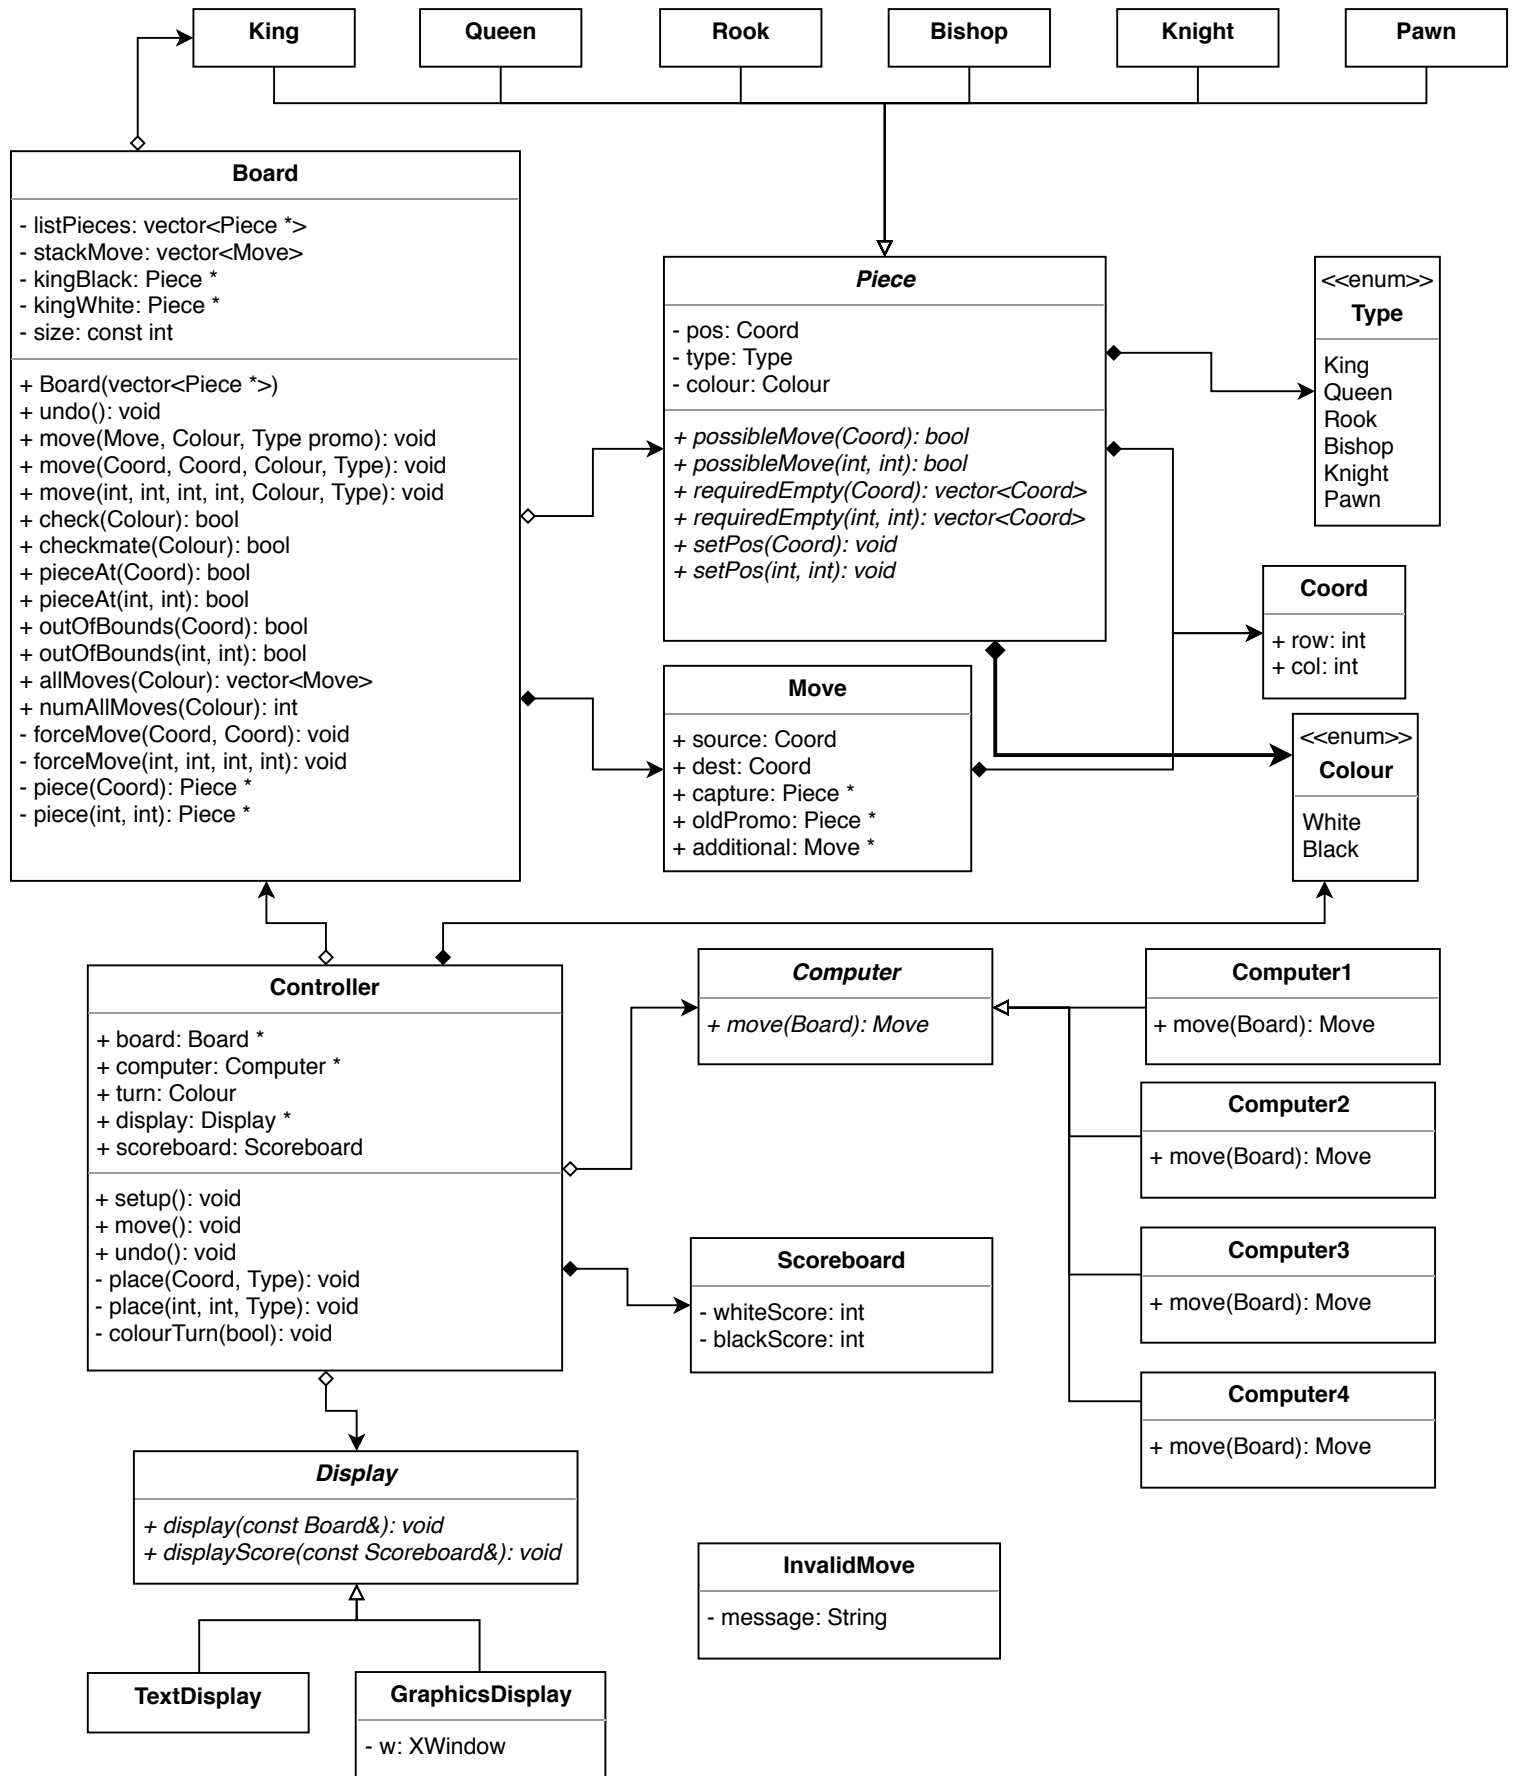 King
Queen
Rook
Bishop
Knight
Pawn
Board
- listPieces: vector<Piece *>
- stackMove: vector<Move>
- kingBlack: Piece *
- kingWhite: Piece *
- size: const int
+ Board(vector<Piece *>)
+ undo(): void
+ move(Move, Colour, Type promo): void
+ move(Coord, Coord, Colour, Type): void
+ move(int, int, int, int, Colour, Type): void
+ check(Colour): bool
+ checkmate(Colour): bool
+ pieceAt(Coord): bool
+ pieceAt(int, int): bool
+ outOfBounds(Coord): bool
+ outOfBounds(int, int): bool
+ allMoves(Colour): vector<Move>
+ numAllMoves(Colour): int
- forceMove(Coord, Coord): void
- forceMove(int, int, int, int): void
- piece(Coord): Piece *
- piece(int, int): Piece *
Piece
- pos: Coord
- type: Type
- colour: Colour
+ possibleMove(Coord): bool
+ possibleMove(int, int): bool
+ requiredEmpty(Coord): vector<Coord>
+ requiredEmpty(int, int): vector<Coord>
+ setPos(Coord): void
+ setPos(int, int): void
<<enum>>
Type
King
Queen
Rook
Bishop
Knight
Pawn
Coord
+ row: int
+ col: int
Move
+ source: Coord
+ dest: Coord
+ capture: Piece *
+ oldPromo: Piece *
+ additional: Move *
<<enum>>
Colour
White
Black
Controller
+ board: Board *
+ computer: Computer *
+ turn: Colour
+ display: Display *
+ scoreboard: Scoreboard
+ setup(): void
+ move(): void
+ undo(): void
- place(Coord, Type): void
- place(int, int, Type): void
- colourTurn(bool): void
Computer
+ move(Board): Move
Computer1
+ move(Board): Move
Computer2
+ move(Board): Move
Computer3
+ move(Board): Move
Computer4
+ move(Board): Move
Scoreboard
- whiteScore: int
- blackScore: int
Display
+ display(const Board&): void
+ displayScore(const Scoreboard&): void
InvalidMove
- message: String
TextDisplay
GraphicsDisplay
- w: XWindow